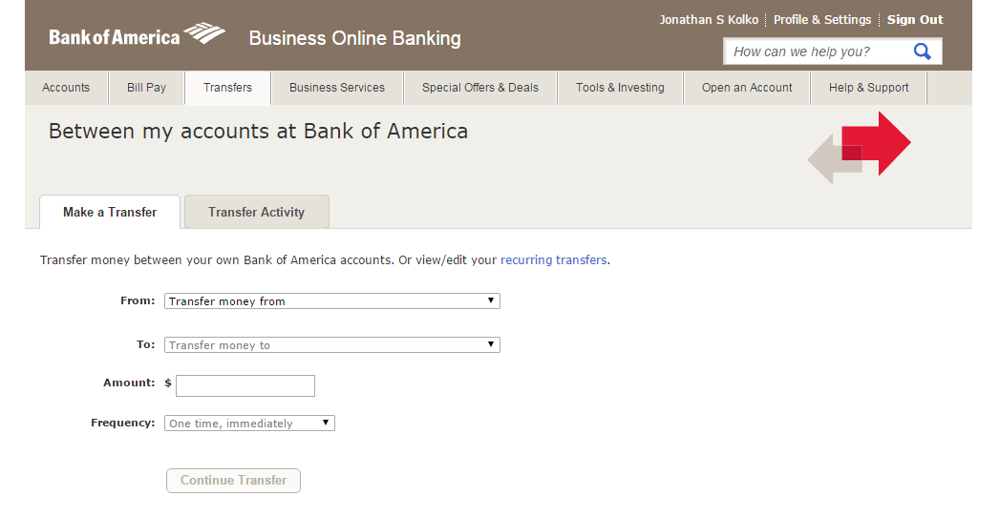 Jonathan S Kolko Profile & Settings Sign Out
Bank of America Business Online Banking
How can we help you?
Accounts Bill Pay Transfers Business Services Special Offers & Deals Tools & Investing Open an Account Help & Support
Between my accounts at Bank of America
Make a Transfer Transfer Activity
Transfer money between your own Bank of America accounts. Or view/edit your recurring transfers.
From: Transfer money from
To: Transfer money to
Amount: $
Frequency: One time, immediately
Continue Transfer